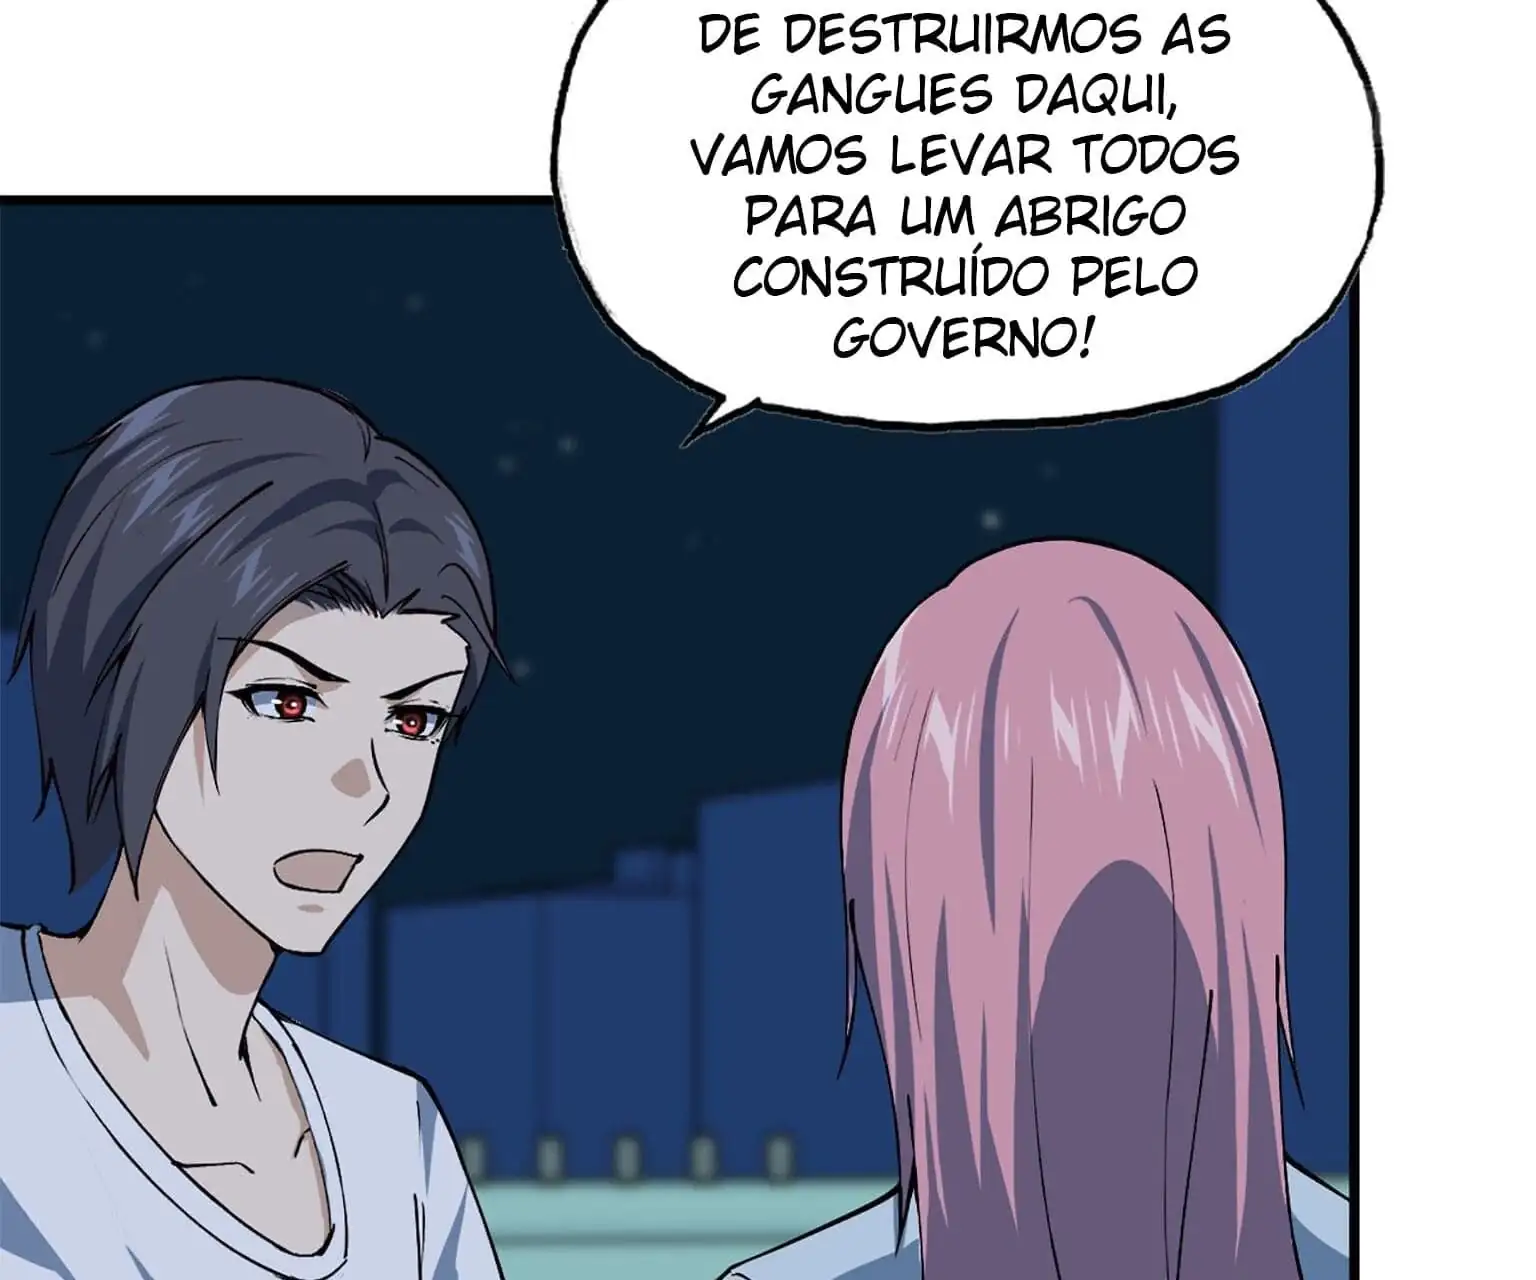 DE DESTRUIRMOS AS
GANGUES DAQUI,
VAMOS LEVAR TODOS
PARA UM ABRIGO
CONSTRUÍDO PELO
GOVERNO!